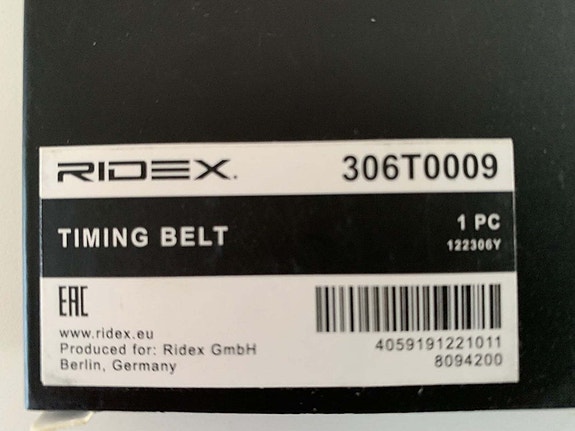 RIDEX. 306T0009
TIMING BELT
1 PC
122306Y
EAC
www.ridex.eu
Produced for: Ridex GmbH
Berlin, Germany
4059191221011
8094200